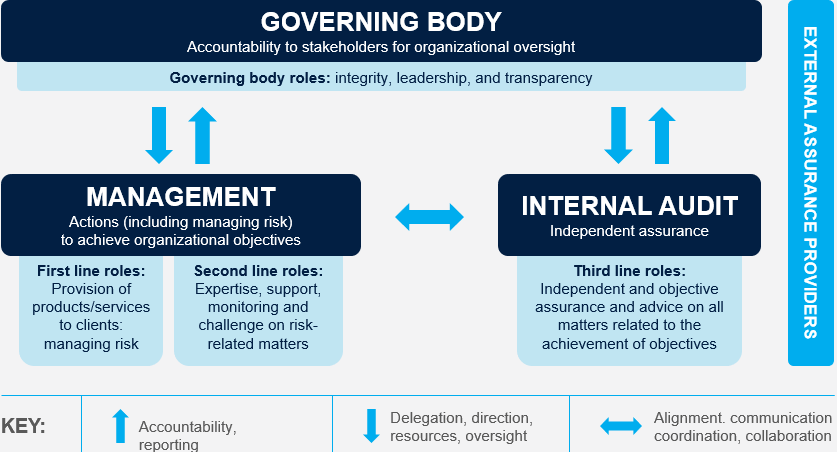 GOVERNING BODY
Accountability to stakeholders for organizational oversight
Governing body roles: integrity, leadership, and transparency
MANAGEMENT
Actions (including managing risk)
to achieve organizational objectives
First line roles:
Provision of
products/services
to clients:
managing risk
Second line roles:
Expertise, support,
monitoring and
challenge on risk-
related matters
INTERNAL AUDIT
Independent assurance
Third line roles:
Independent and objective
assurance and advice on all
matters related to the
achievement of objectives
EXTERNAL ASSURANCE PROVIDERS
KEY:
Accountability,
reporting
Delegation, direction,
resources, oversight
Alignment. communication
coordination, collaboration